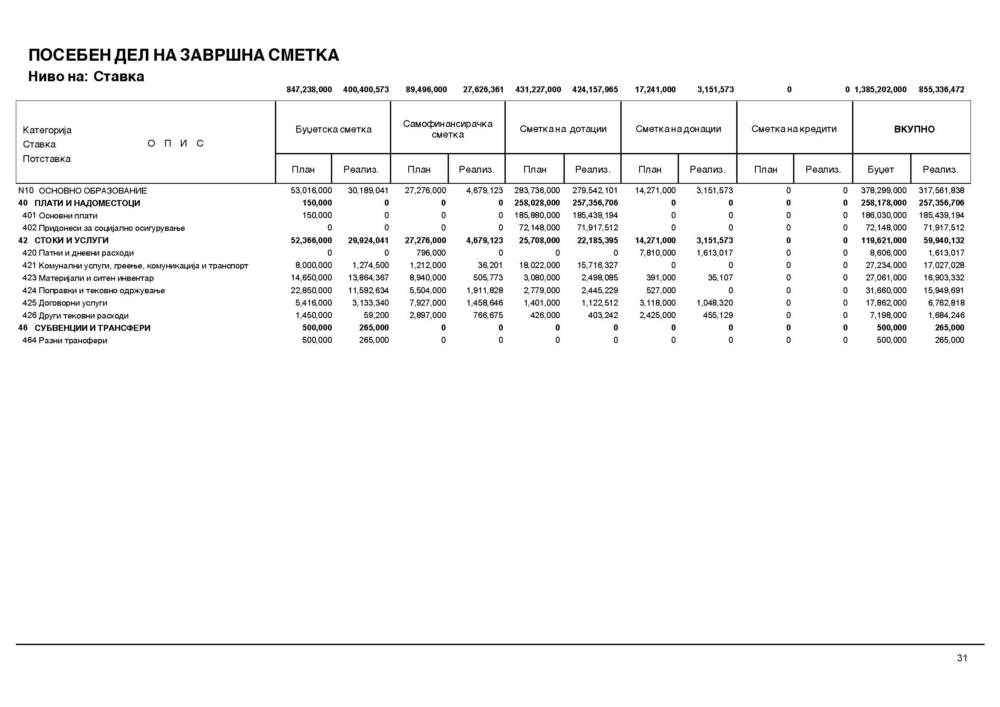 ПОСЕБЕН ДЕЛ НА ЗАВРШНА СМЕТКА
Ниво на: Ставка
847,238,000 400,400,573 89,496,000 27,626,361 431,227,000 424,157,965 17,241,000 3,151,573 0 0 1,385,202,000 855,336,472
Категорија
Ставка О П И С
Потставка
Буџетска сметка Самофинансирачка сметка Сметка на дотации Сметка на донации Сметка на кредити ВКУПНО
План Реализ. План Реализ. План Реализ. План Реализ. План Реализ. Буџет Реализ.
N10 ОСНОВНО ОБРАЗОВАНИЕ 53,016,000 30,189,041 27,276,000 4,679,123 283,736,000 279,542,101 14,271,000 3,151,573 0 0 378,299,000 317,561,838
40 ПЛАТИ И НАДОМЕСТОЦИ 150,000 0 0 0 258,028,000 257,356,706 0 0 0 0 258,178,000 257,356,706
401 Основни плати 150,000 0 0 0 185,880,000 185,439,194 0 0 0 0 186,030,000 185,439,194
402 Придонеси за социјално осигурување 0 0 0 0 72,148,000 71,917,512 0 0 0 0 72,148,000 71,917,512
42 СТОКИ И УСЛУГИ 52,366,000 29,924,041 27,276,000 4,679,123 25,708,000 22,185,395 14,271,000 3,151,573 0 0 119,621,000 59,940,132
420 Патни и дневни расходи 0 0 796,000 0 0 0 7,810,000 1,613,017 0 0 8,606,000 1,613,017
421 Комунални услуги, греење, комуникација и транспорт 8,000,000 1,274,500 1,212,000 36,201 18,022,000 15,716,327 0 0 0 0 27,234,000 17,027,028
423 Материјали и ситен инвентар 14,650,000 13,864,367 8,940,000 505,773 3,080,000 2,498,085 391,000 35,107 0 0 27,061,000 16,903,332
424 Поправки и тековно одржување 22,850,000 11,592,634 5,504,000 1,911,828 2,779,000 2,445,229 527,000 0 0 0 31,660,000 15,949,691
425 Договорни услуги 5,416,000 3,133,340 7,927,000 1,458,646 1,401,000 1,122,512 3,118,000 1,048,320 0 0 17,862,000 6,762,818
426 Други тековни расходи 1,450,000 59,200 2,897,000 766,675 426,000 403,242 2,425,000 455,129 0 0 7,198,000 1,684,246
46 СУБВЕНЦИИ И ТРАНСФЕРИ 500,000 265,000 0 0 0 0 0 0 0 0 500,000 265,000
464 Разни трансфери 500,000 265,000 0 0 0 0 0 0 0 0 500,000 265,000
31